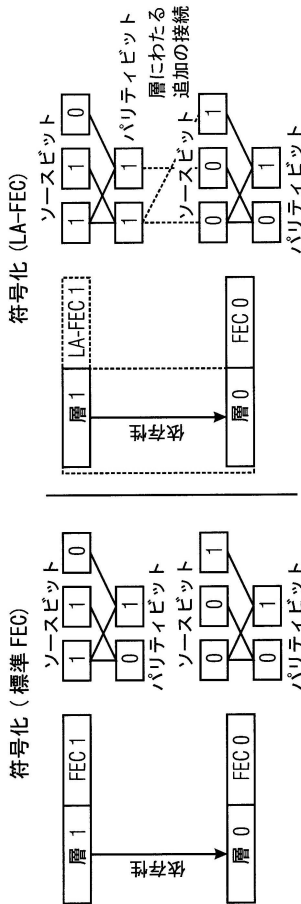 符号化 ( 標準 FEC)
層 1 FEC 1
依存性
層 0 FEC 0
ソースビット
1 1 0
0 1
パリティビット
ソースビット
0 0 1
0 1
パリティビット
符号化 (LA-FEC)
層 1 LA-FEC 1
依存性
層 0 FEC 0
ソースビット
1 1 0
1 1
パリティビット
層にわたる
追加の接続
ソースビット
0 0 1
0 1
パリティビット